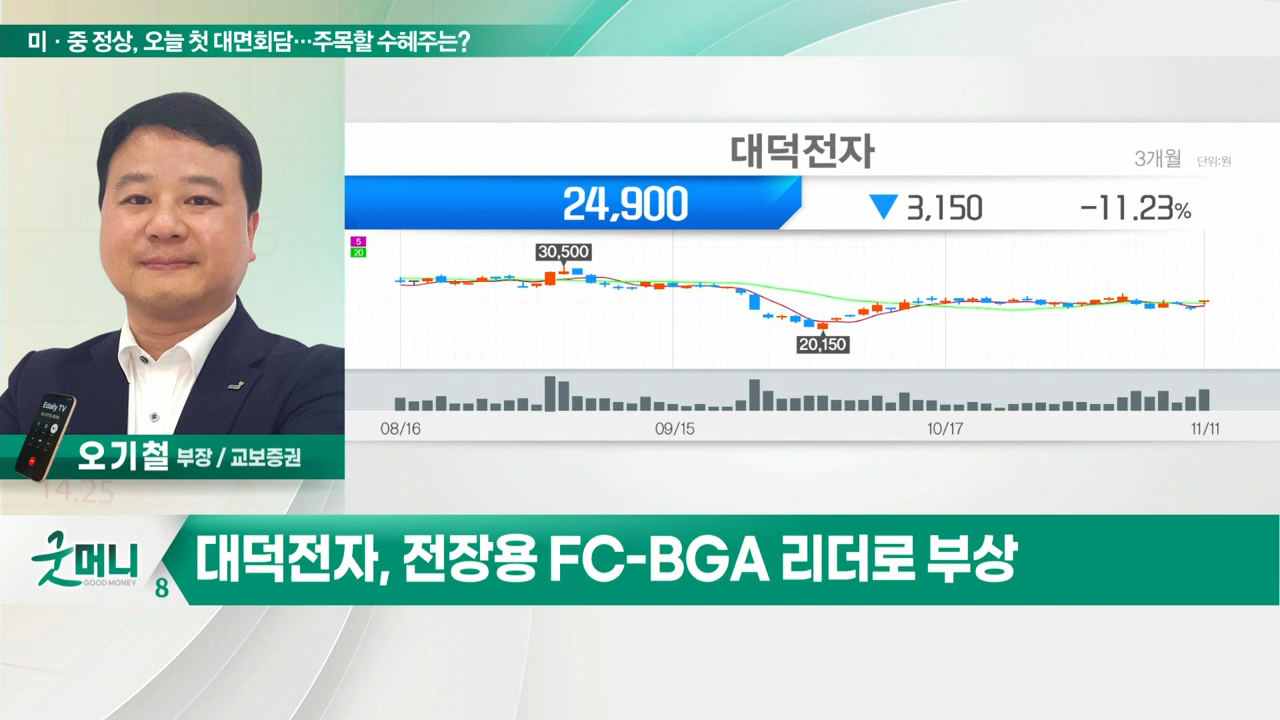 미·중 정상, 오늘 첫 대면회담…주목할 수혜주는?
대덕전자
3개월 단위:원
24,900 ▼3,150 -11.23%
5
20
30,500
20,150
08/16 09/15 10/17 11/11
Edaily TV
오기철 부장 / 교보증권
14.25
굿머니
GOOD MONEY
8
대덕전자, 전장용 FC-BGA 리더로 부상